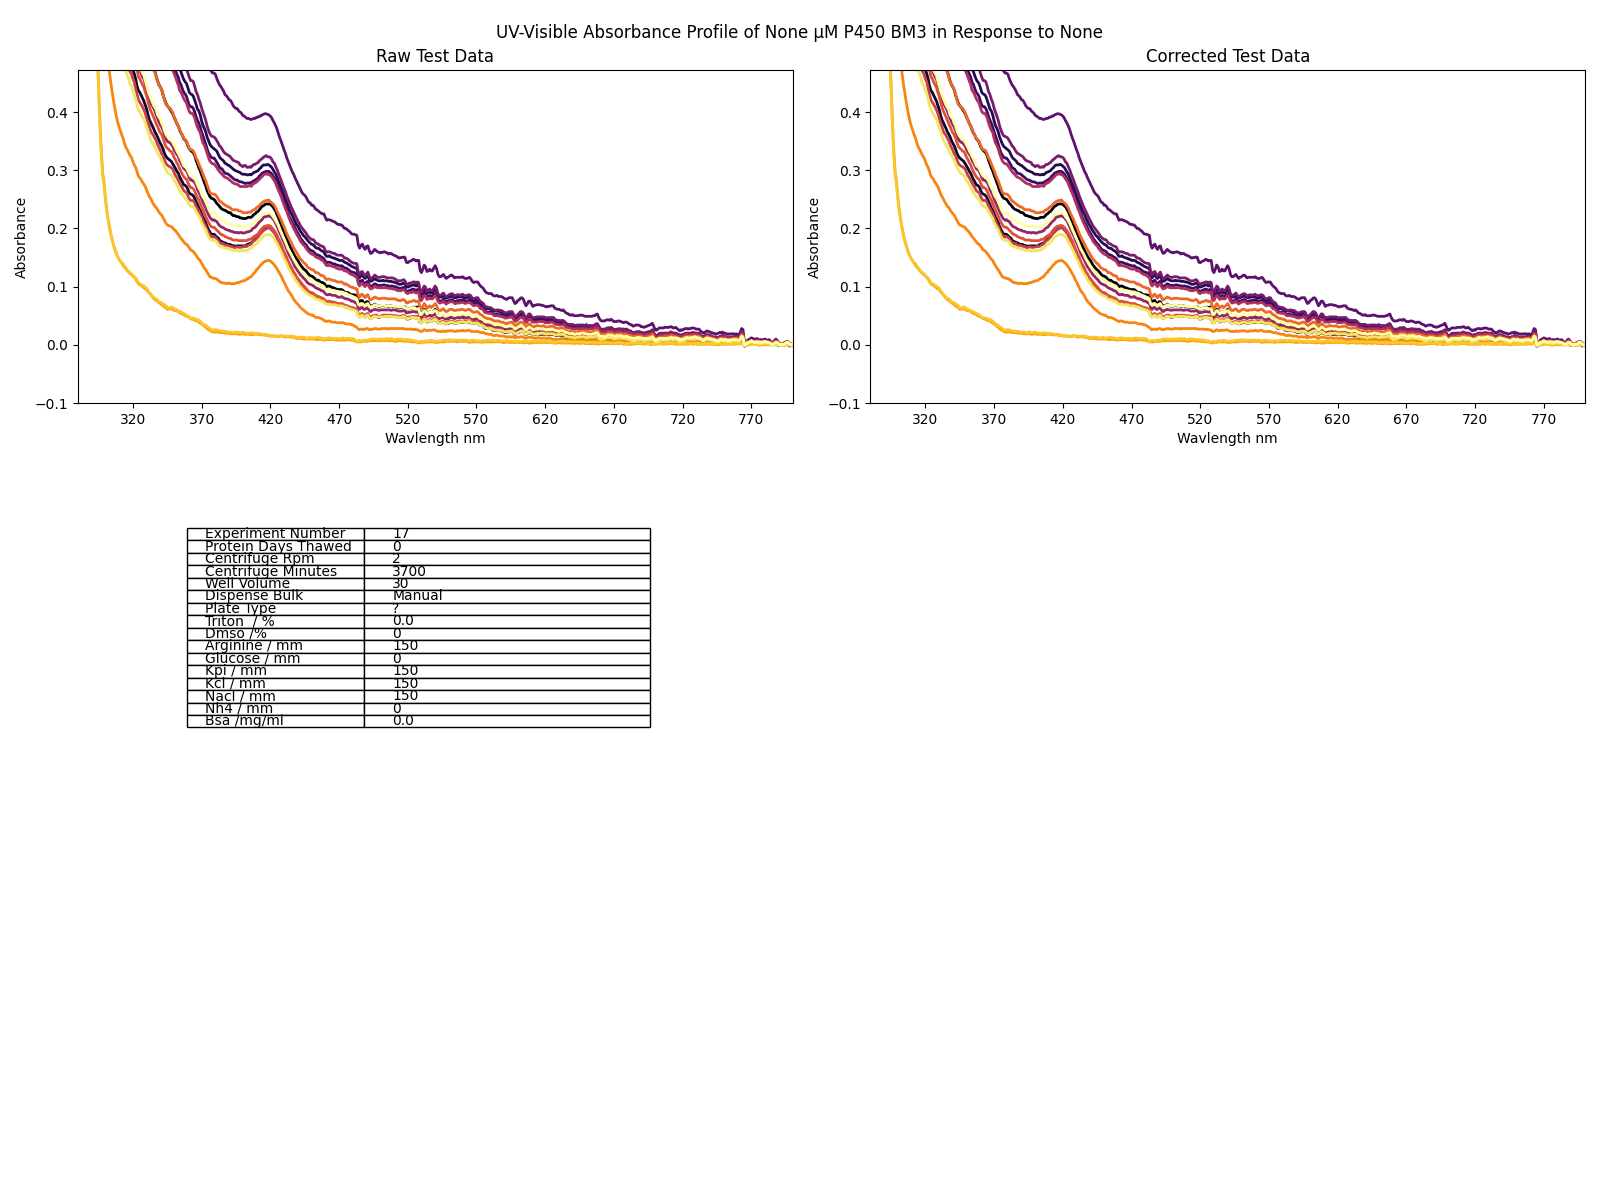 UV-Visible Absorbance Profile of None μM P450 BM3 in Response to None
Raw Test Data
0.4
0.3
0.2
0.1
0.0
−0.1
Absorbance
320 370 420 470 520 570 620 670 720 770
Wavlength nm
Corrected Test Data
0.4
0.3
0.2
0.1
0.0
−0.1
Absorbance
320 370 420 470 520 570 620 670 720 770
Wavlength nm
Experiment Number 17
Protein Days Thawed 0
Centrifuge Rpm 2
Centrifuge Minutes 3700
Well Volume 30
Dispense Bulk Manual
Plate Type ?
Triton / % 0.0
Dmso /% 0
Arginine / mm 150
Glucose / mm 0
Kpi / mm 150
Kcl / mm 150
Nacl / mm 150
Nh4 / mm 0
Bsa /mg/ml 0.0